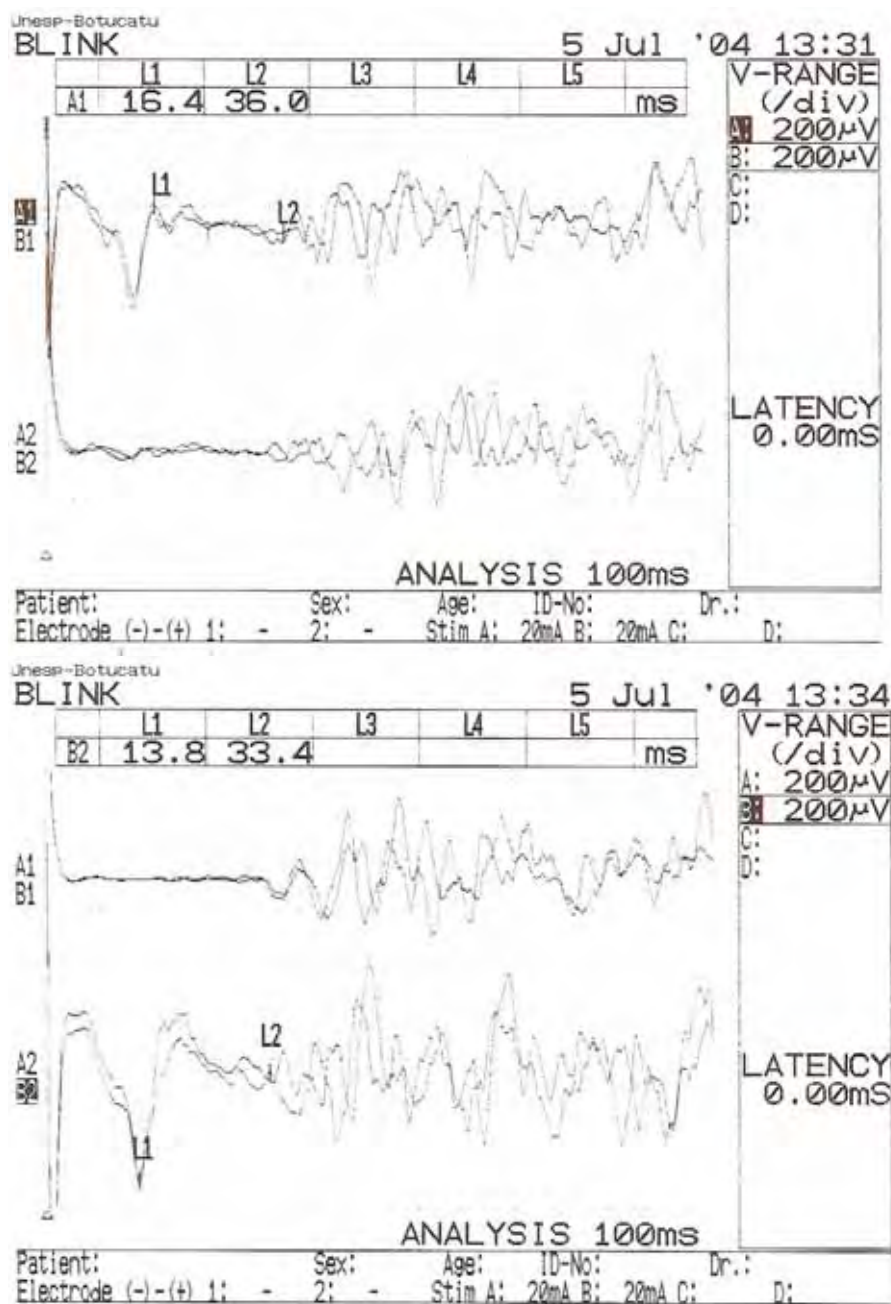 Unesp-Botucatu
BLINK 5 Jul '04 13:31
L1 L2 L3 L4 L5
A1 16.4 36.0 ms
V-RANGE
(/div)
A: 200μV
B: 200μV
C:
D:
L1
L2
A1
B1
A2
B2
LATENCY
0.00mS
ANALYSIS 100ms
Patient: Sex: Age: ID-No: Dr.:
Electrode (-)-(+) 1: - 2: - Stim A: 20mA B: 20mA C: D:
Unesp-Botucatu
BLINK 5 Jul '04 13:34
L1 L2 L3 L4 L5
B2 13.8 33.4 ms
V-RANGE
(/div)
A: 200μV
B: 200μV
C:
D:
A1
B1
L2
A2
B2
L1
LATENCY
0.00mS
ANALYSIS 100ms
Patient: Sex: Age: ID-No: Dr.:
Electrode (-)-(+) 1: - 2: - Stim A: 20mA B: 20mA C: D: